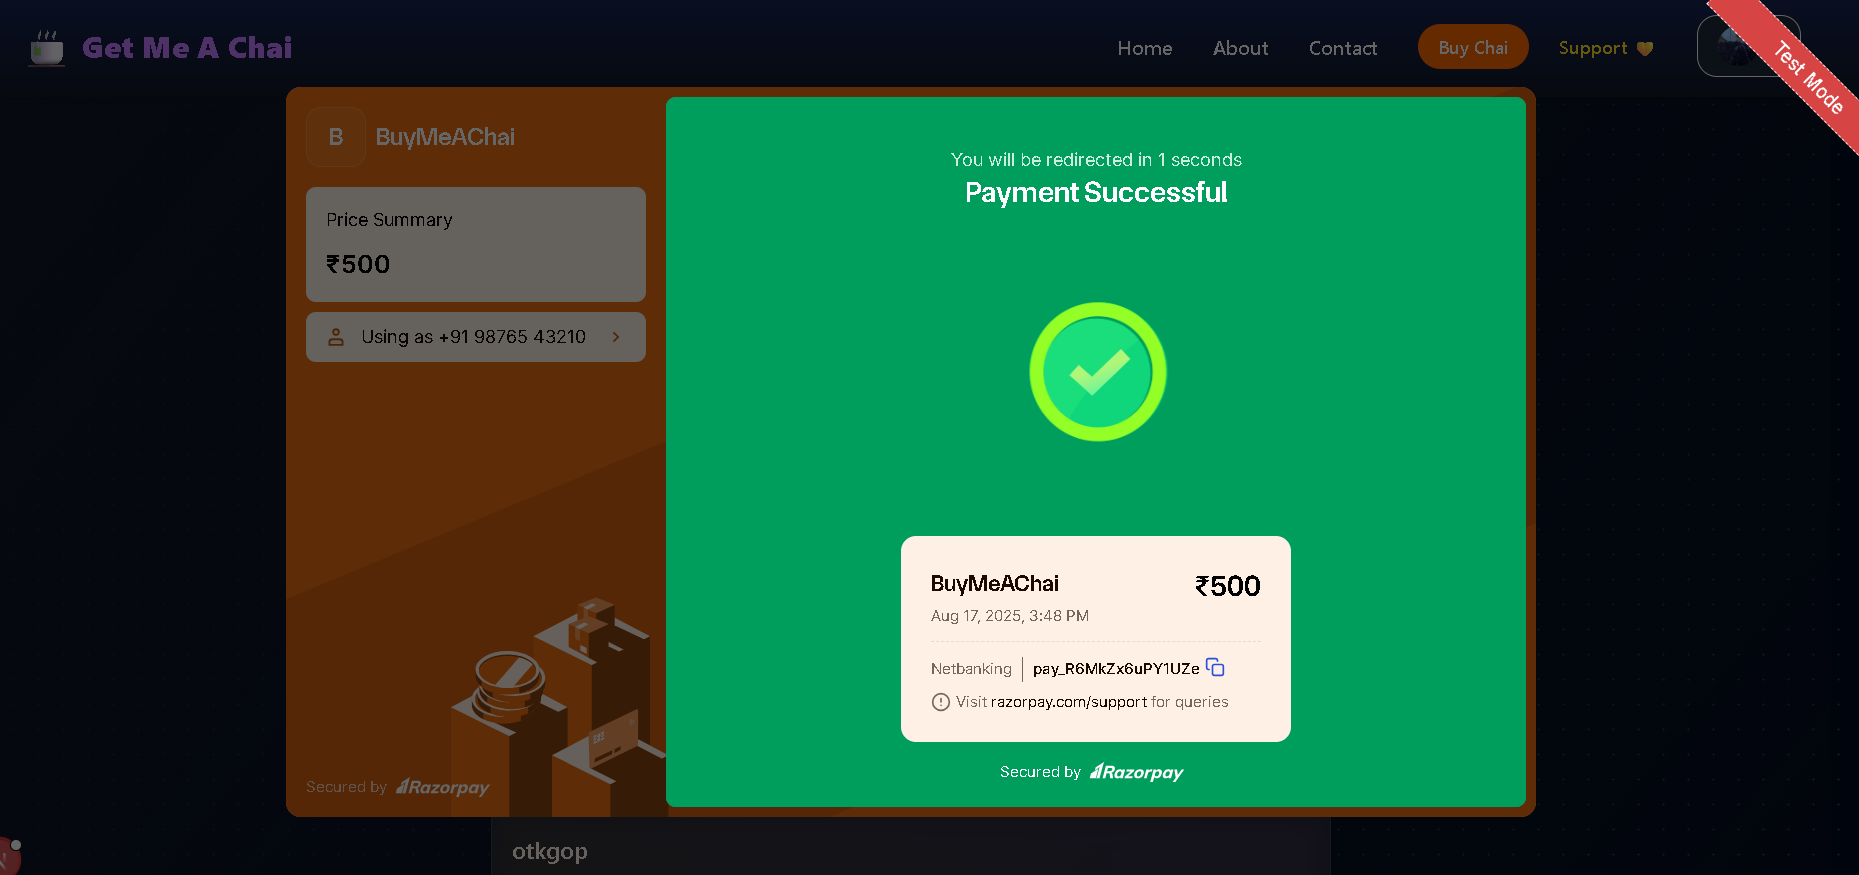 Get Me A Chai
Home
About
Contact
Buy Chai
Support
Test Mode
B
BuyMeAChai
Price Summary
₹500
Using as +91 98765 43210
Secured by Razorpay
You will be redirected in 1 seconds
Payment Successful
BuyMeAChai
₹500
Aug 17, 2025, 3:48 PM
Netbanking
pay_R6MkZx6uPY1UZe
Visit razorpay.com/support for queries
Secured by Razorpay
otkgop
N